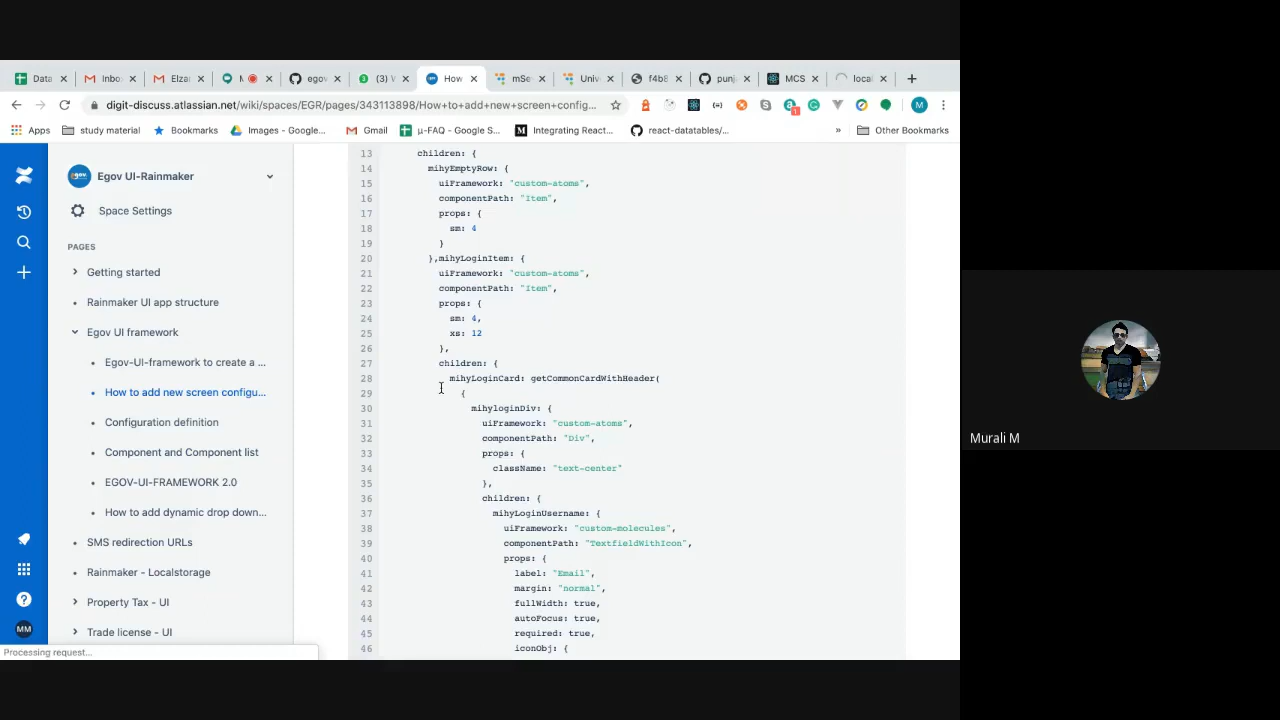 Data
Inbo
Elza
M
egov
(3) V
How
mSe
Univ
f4b8
punj
MCS
local
digit-discuss.atlassian.net/wiki/spaces/EGR/pages/343113898/How+to+add+new+screen+config...
1
M
Apps
study material
Bookmarks
Images - Google...
Gmail
µ-FAQ - Google S...
Integrating React...
react-datatables/...
»
Other Bookmarks
Egov UI-Rainmaker
Space Settings
PAGES
Getting started
Rainmaker UI app structure
Egov UI framework
Egov-UI-framework to create a ...
How to add new screen configu...
Configuration definition
Component and Component list
EGOV-UI-FRAMEWORK 2.0
How to add dynamic drop down...
SMS redirection URLs
Rainmaker - Localstorage
Property Tax - UI
Trade license - UI
MM
Processing request...
13 children: {
14 mihyEmptyRow: {
15 uiFramework: "custom-atoms",
16 componentPath: "Item",
17 props: {
18 sm: 4
19 }
20 },mihyLoginItem: {
21 uiFramework: "custom-atoms",
22 componentPath: "Item",
23 props: {
24 sm: 4,
25 xs: 12
26 },
27 children: {
28 mihyLoginCard: getCommonCardWithHeader(
29 {
30 mihyloginDiv: {
31 uiFramework: "custom-atoms",
32 componentPath: "Div",
33 props: {
34 className: "text-center"
35 },
36 children: {
37 mihyLoginUsername: {
38 uiFramework: "custom-molecules",
39 componentPath: "TextfieldWithIcon",
40 props: {
41 label: "Email",
42 margin: "normal",
43 fullWidth: true,
44 autoFocus: true,
45 required: true,
46 iconObj: {
Murali M